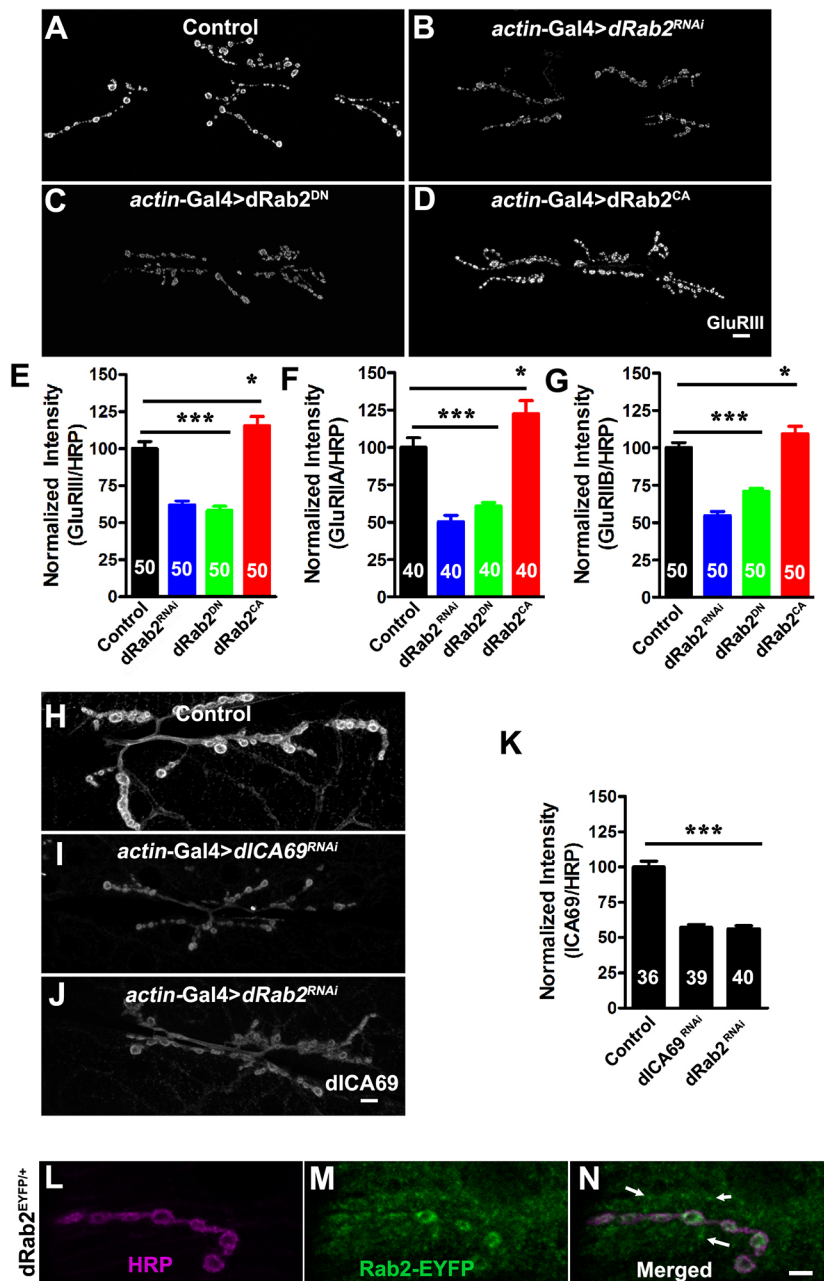 A
Control
B
actin-Gal4>dRab2RNAi
C
actin-Gal4>dRab2DN
D
actin-Gal4>dRab2CA
GluRIII
E
Normalized Intensity
(GluRIII/HRP)
150
125
100
75
50
25
0
***
*
50
50
50
50
Control
dRab2RNAi
dRab2DN
dRab2CA
F
Normalized Intensity
(GluRIIA/HRP)
150
125
100
75
50
25
0
***
*
40
40
40
40
Control
dRab2RNAi
dRab2DN
dRab2CA
G
Normalized Intensity
(GluRIIB/HRP)
150
125
100
75
50
25
0
***
*
50
50
50
50
Control
dRab2RNAi
dRab2DN
dRab2CA
H
Control
I
actin-Gal4>dICA69RNAi
J
actin-Gal4>dRab2RNAi
dICA69
K
Normalized Intensity
(ICA69/HRP)
150
125
100
75
50
25
0
***
36
39
40
Control
dICA69RNAi
dRab2RNAi
dRab2EYFP/+
L
HRP
M
Rab2-EYFP
N
Merged